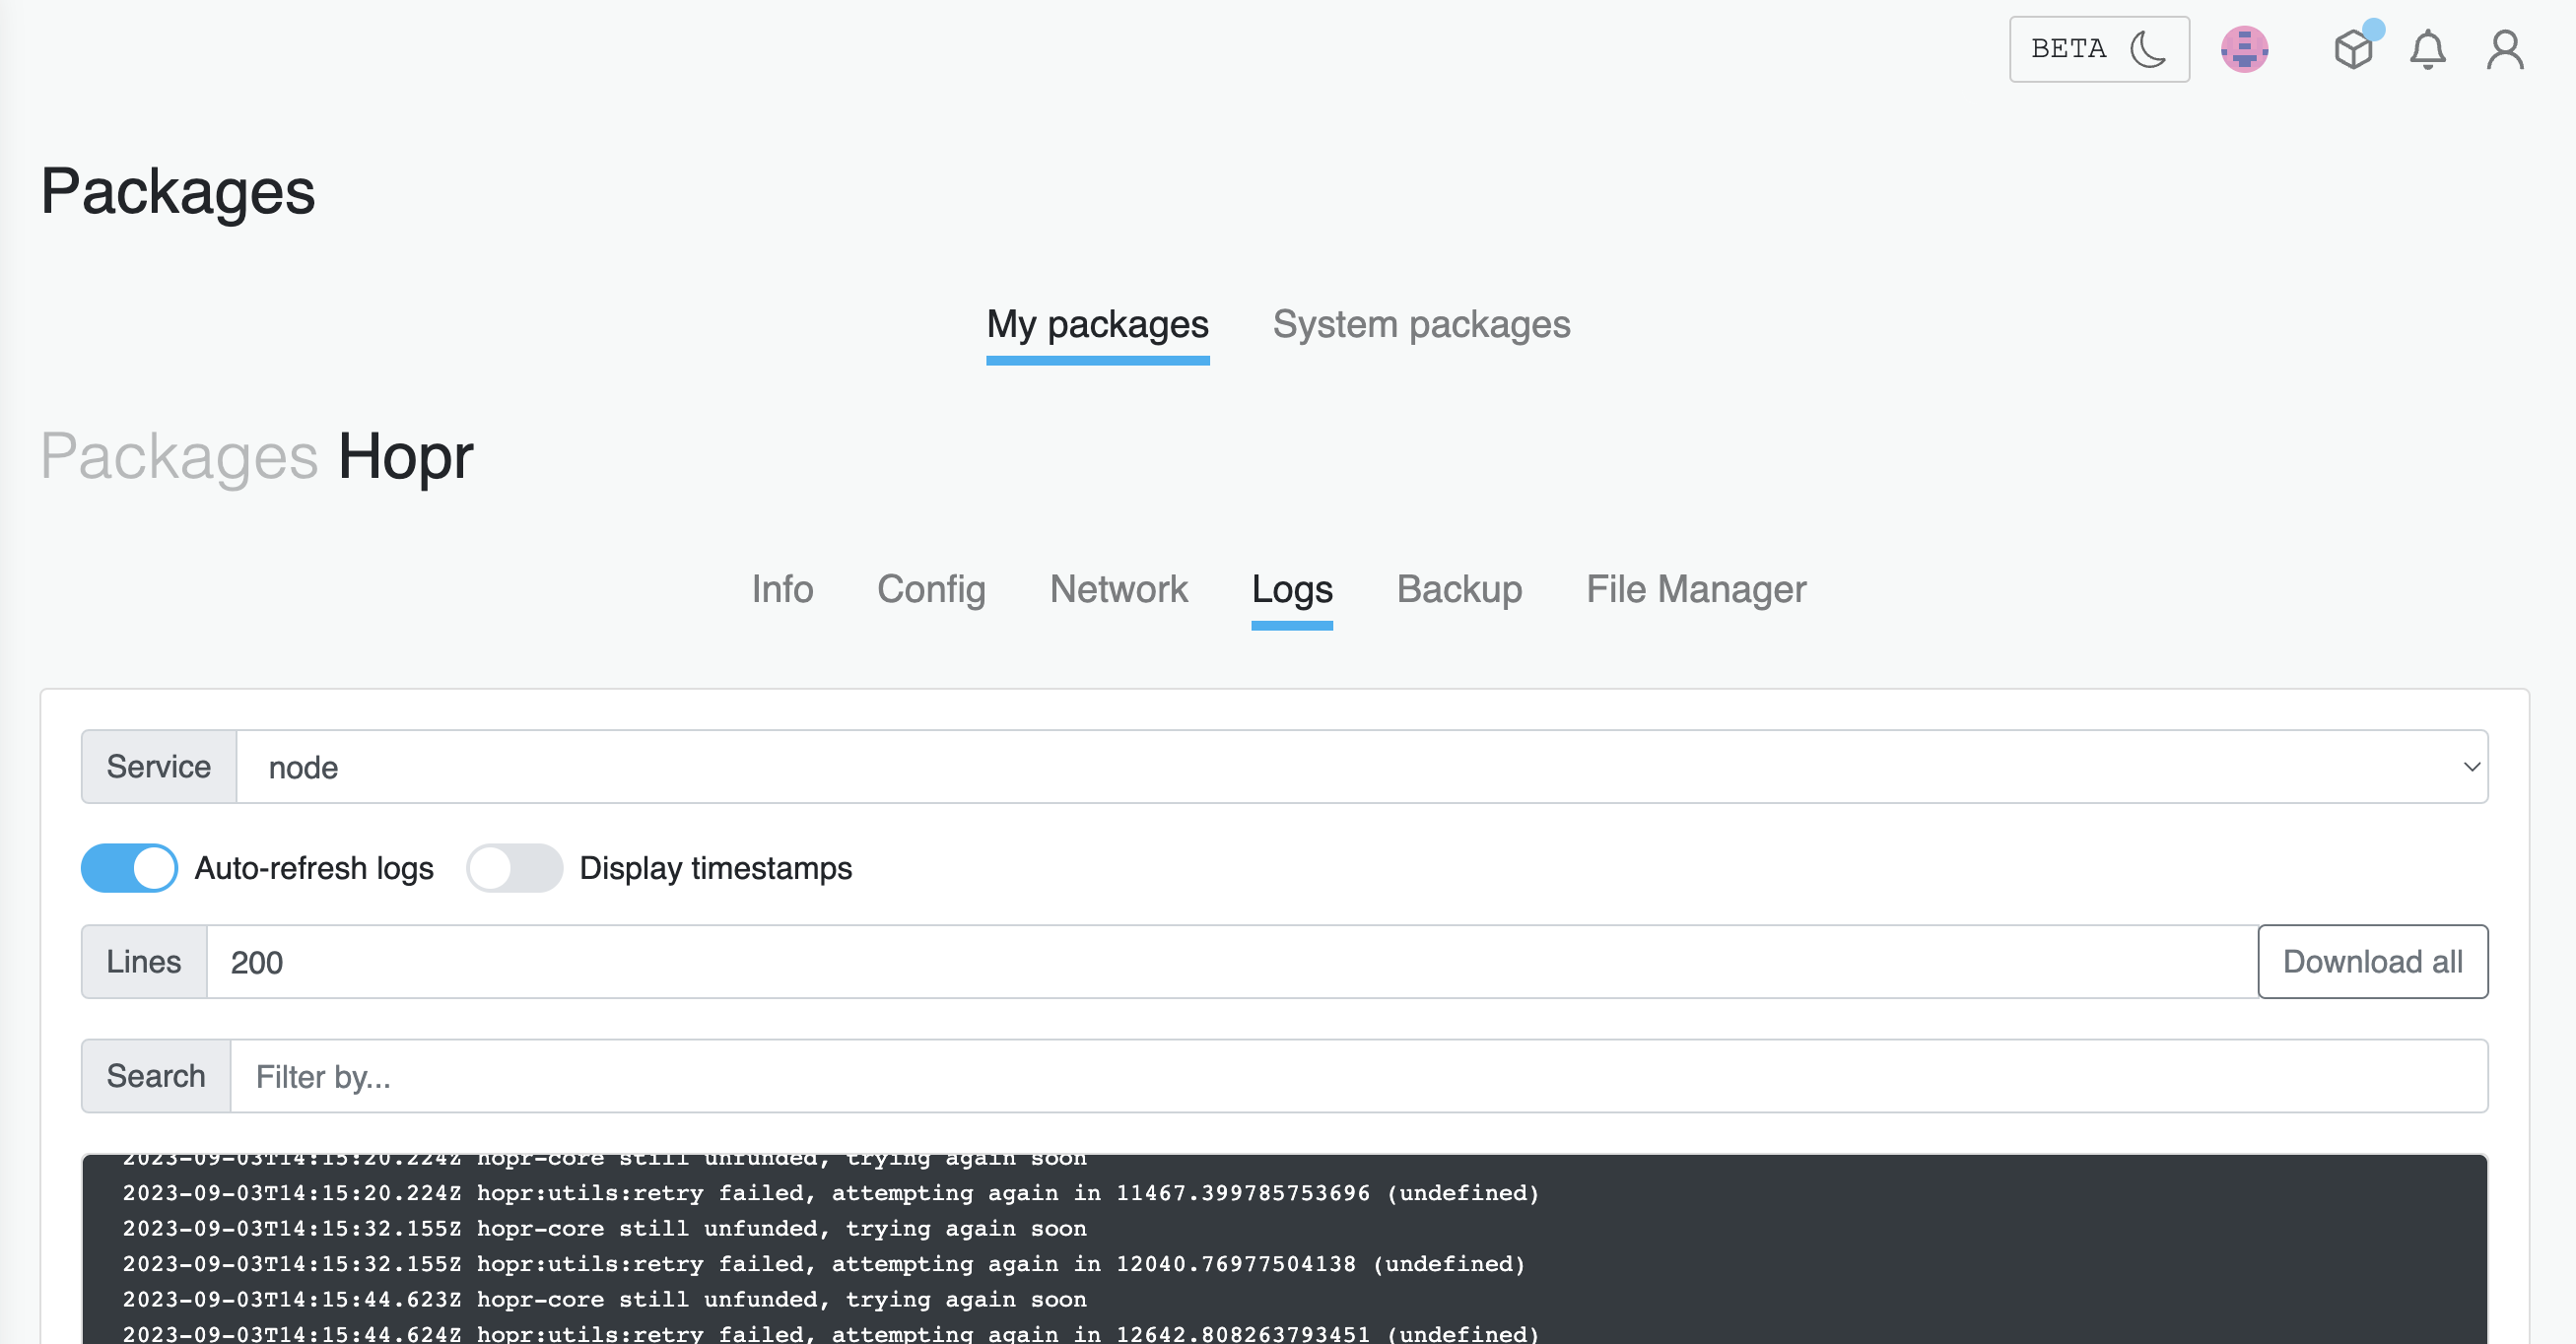 BETA
Packages
My packages System packages
Packages Hopr
Info Config Network Logs Backup File Manager
Service node
Auto-refresh logs Display timestamps
Lines 200 Download all
Search Filter by...
2023-09-03T14:15:20.224Z hopr-core still unfunded, trying again soon
2023-09-03T14:15:20.224Z hopr:utils:retry failed, attempting again in 11467.399785753696 (undefined)
2023-09-03T14:15:32.155Z hopr-core still unfunded, trying again soon
2023-09-03T14:15:32.155Z hopr:utils:retry failed, attempting again in 12040.76977504138 (undefined)
2023-09-03T14:15:44.623Z hopr-core still unfunded, trying again soon
2023-09-03T14:15:44.624Z hopr:utils:retry failed, attempting again in 12642.808263793451 (undefined)